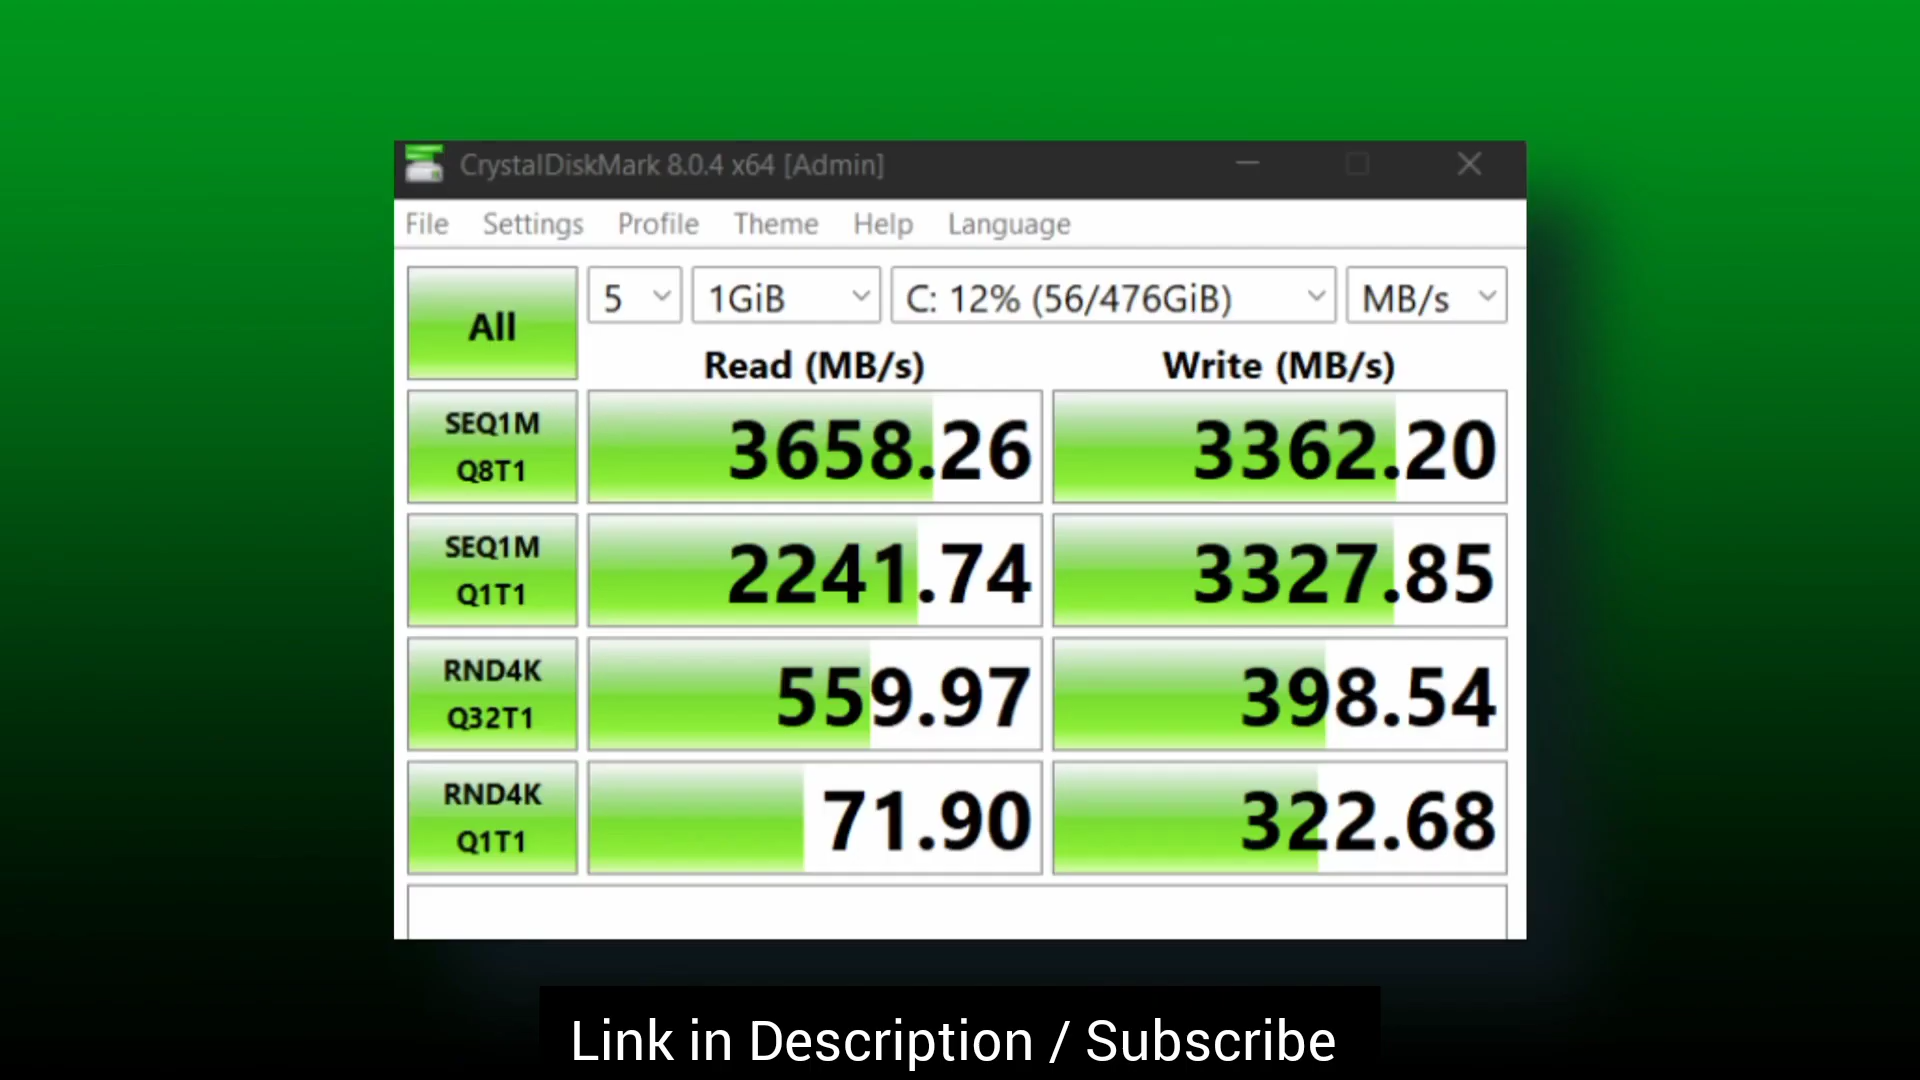 CrystalDiskMark 8.0.4 x64 [Admin]
File Settings Profile Theme Help Language
All 5 1GiB C: 12% (56/476GiB) MB/s
Read (MB/s) Write (MB/s)
SEQ1M
Q8T1
3658.26 3362.20
SEQ1M
Q1T1
2241.74 3327.85
RND4K
Q32T1
559.97 398.54
RND4K
Q1T1
71.90 322.68
Link in Description / Subscribe